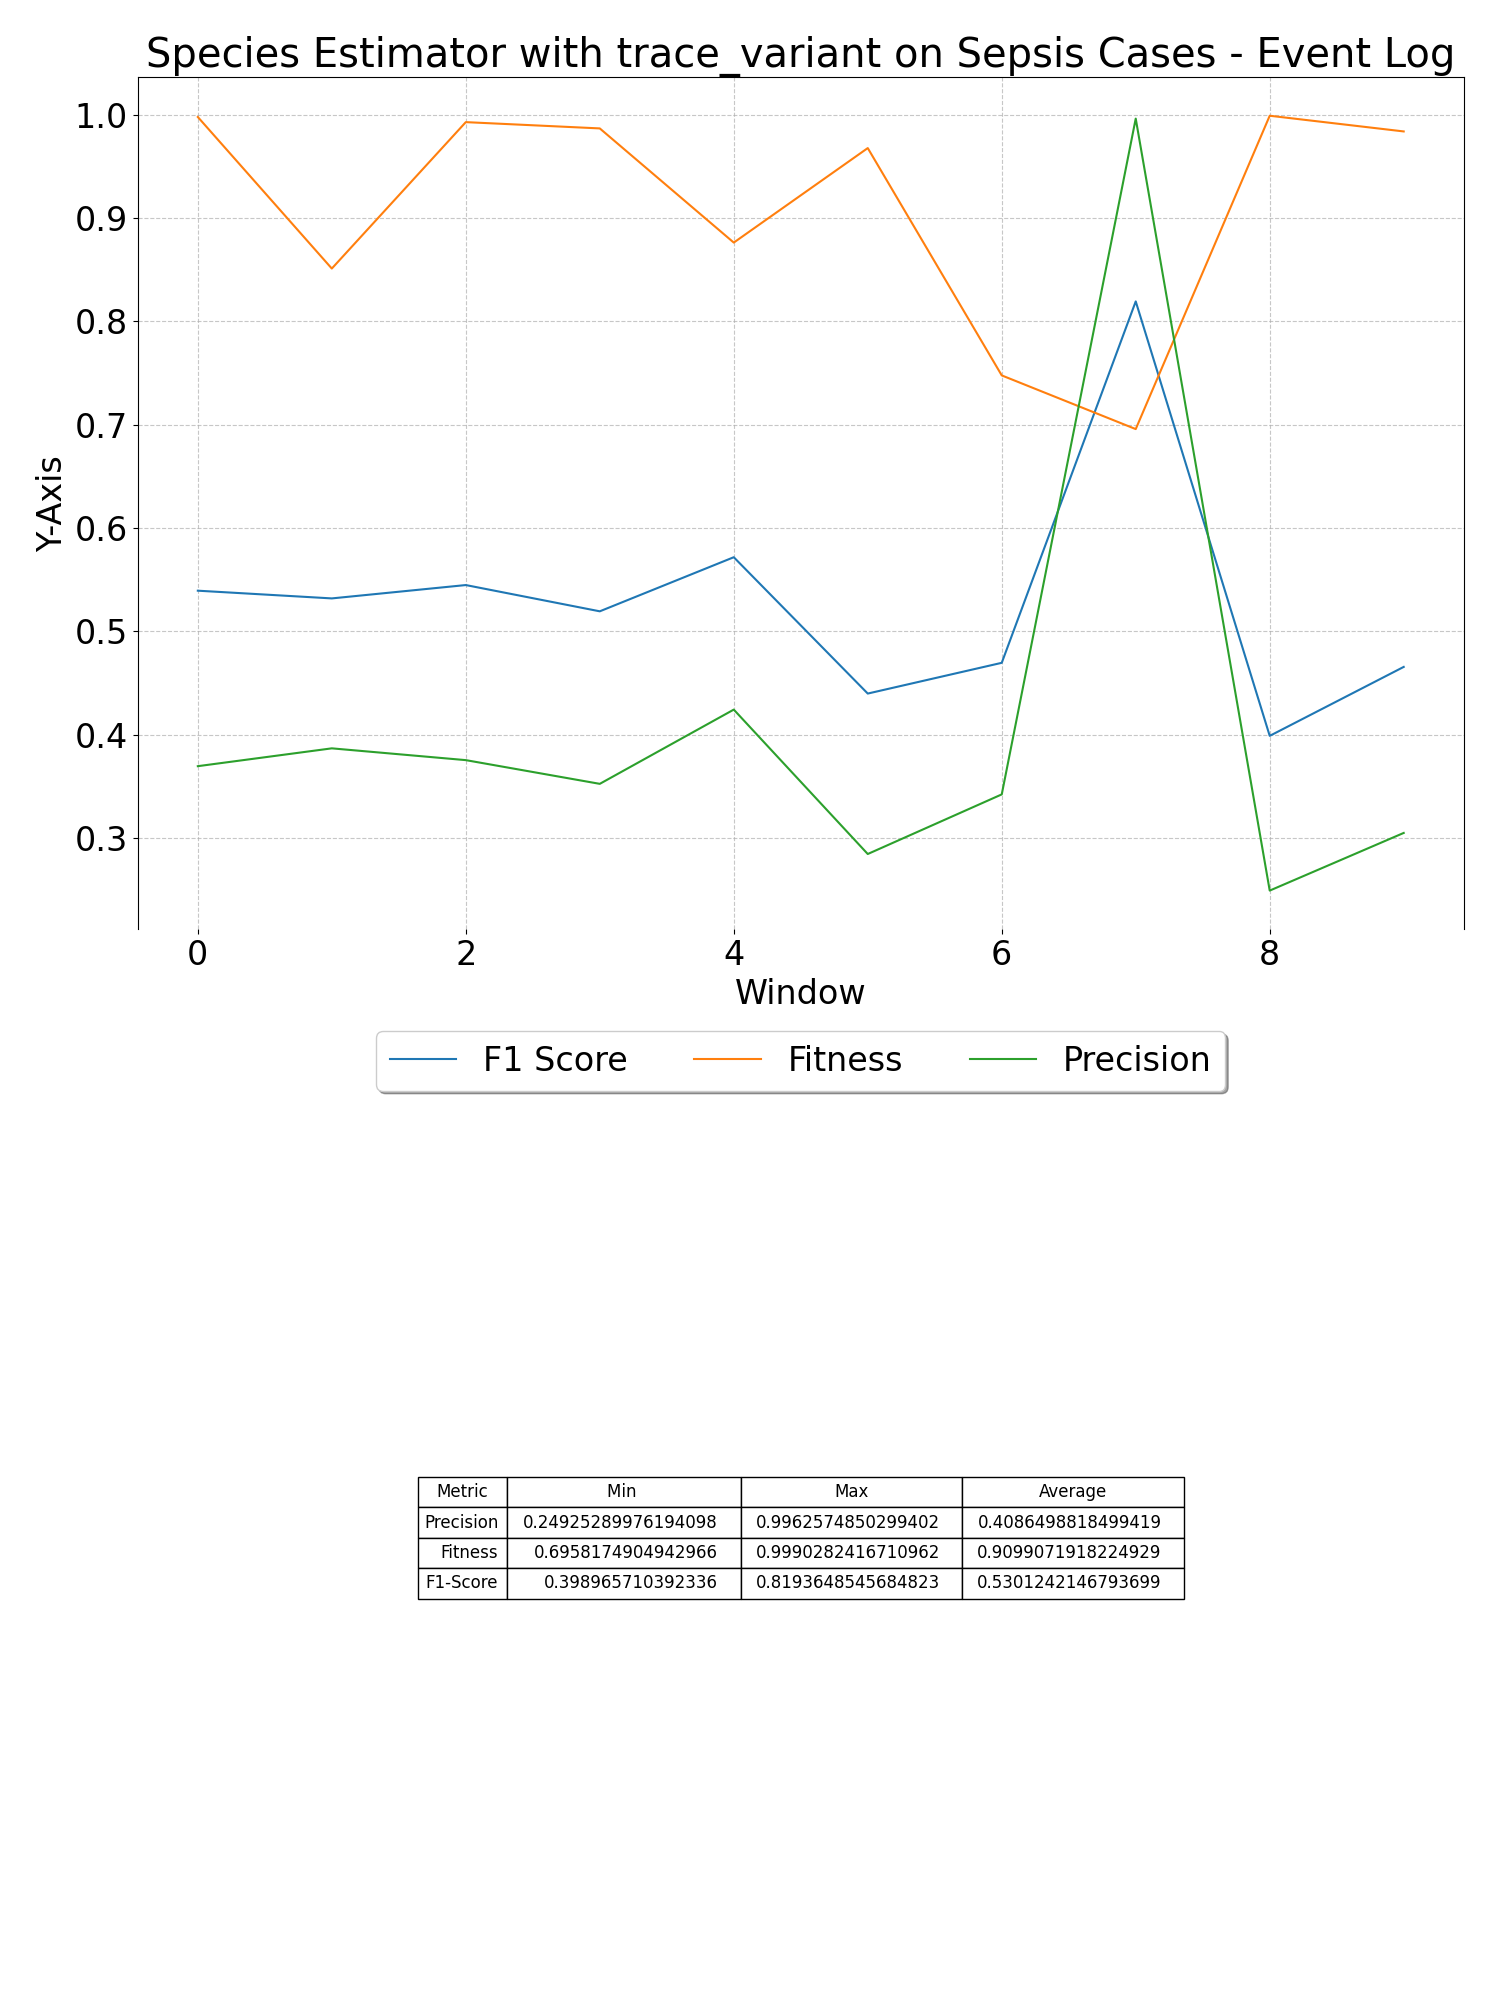 Species Estimator with trace_variant on Sepsis Cases - Event Log
1.0
0.9
0.8
0.7
0.6
0.5
0.4
0.3
Y-Axis
0 2 4 6 8
Window
F1 Score Fitness Precision
Metric Min Max Average
Precision 0.24925289976194098 0.9962574850299402 0.4086498818499419
Fitness 0.6958174904942966 0.9990282416710962 0.9099071918224929
F1-Score 0.398965710392336 0.8193648545684823 0.5301242146793699